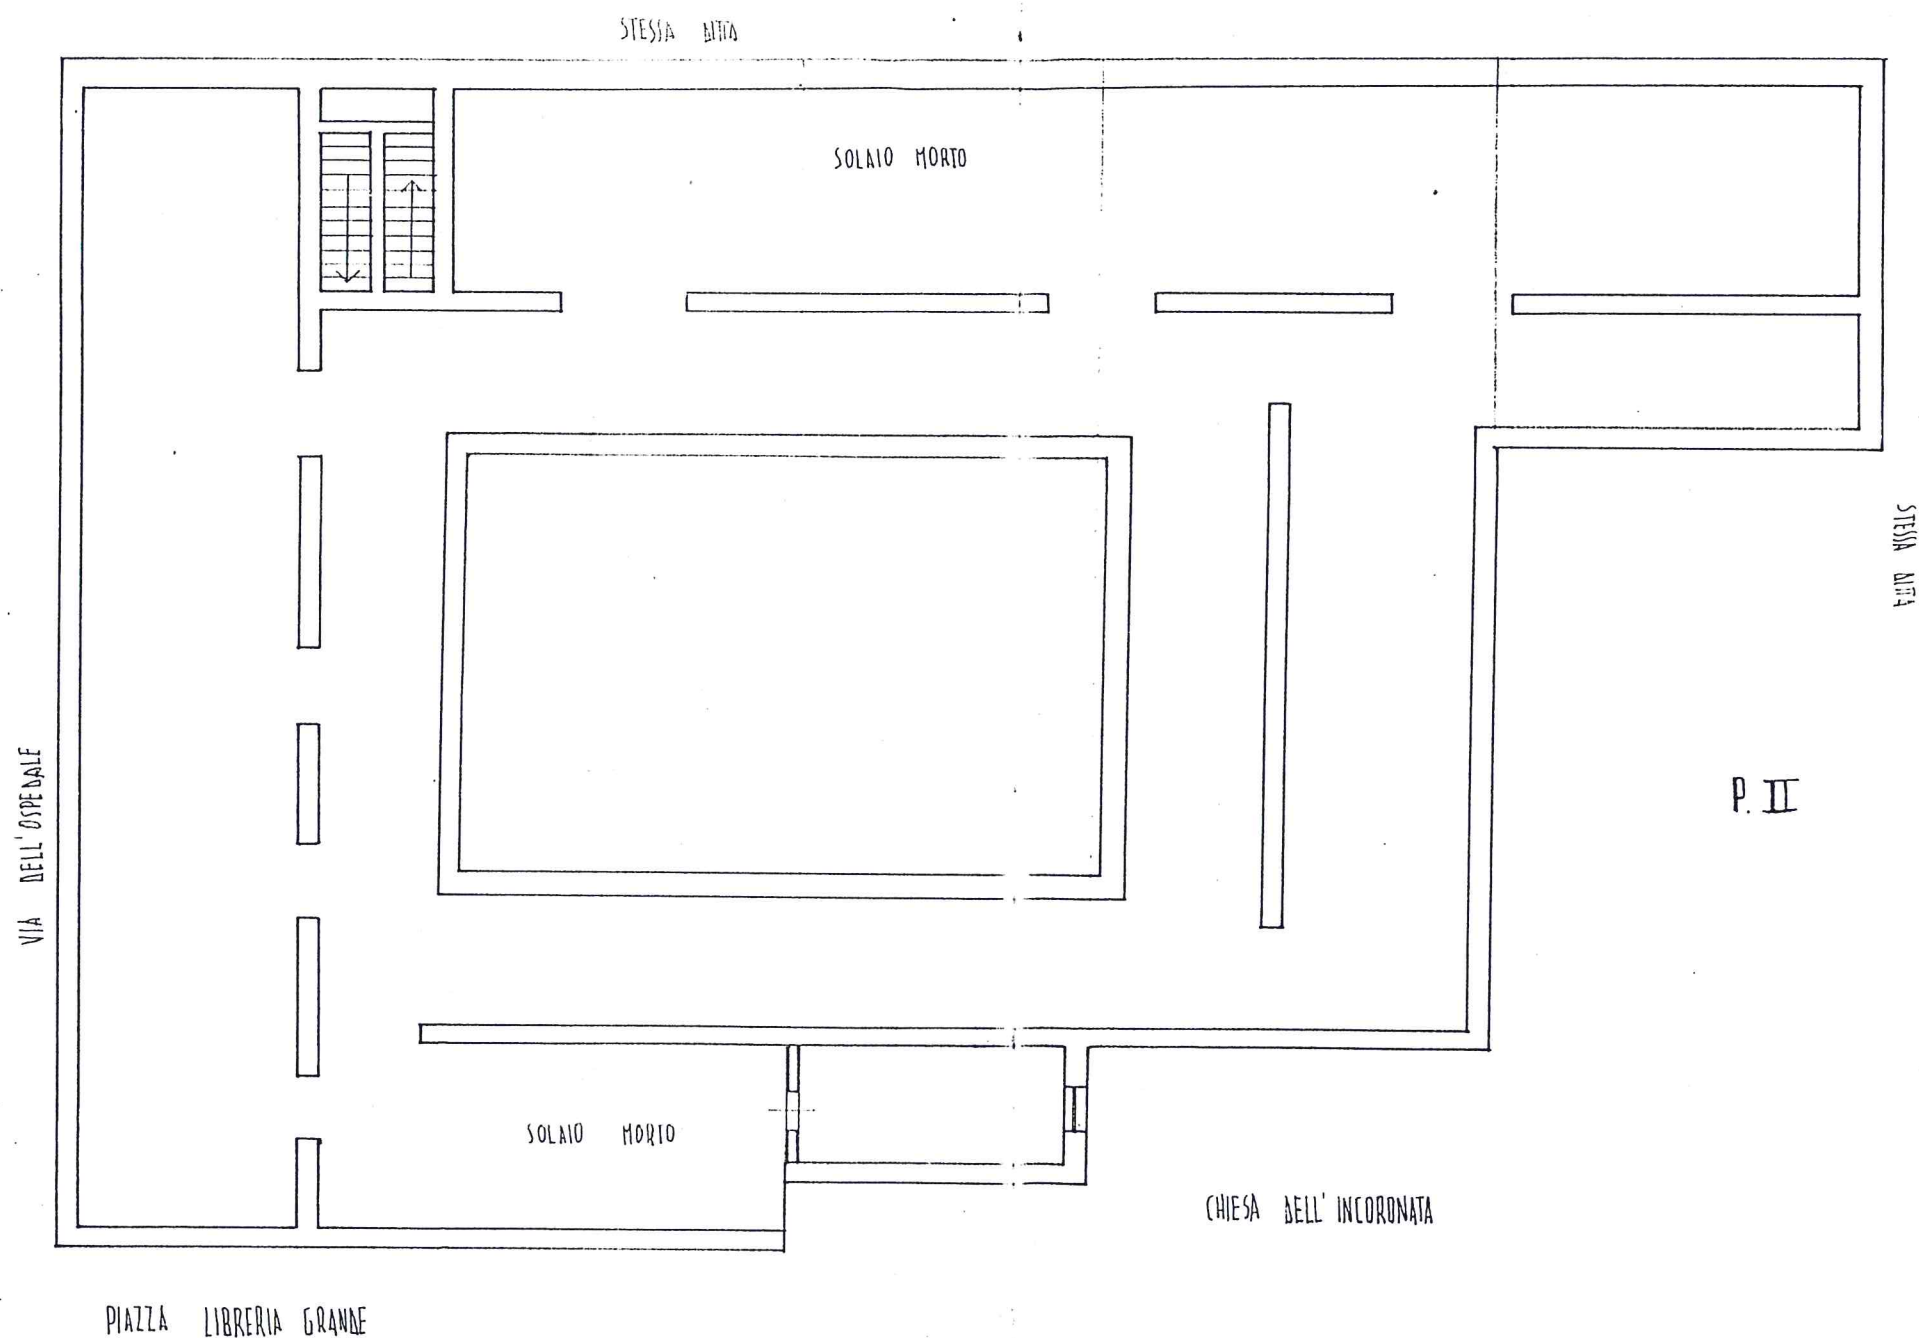 STESSA DITTA
SOLAIO MORTO
STESSA DITTA
VIA DELL'OSPEDALE
P. II
SOLAIO MORTO
CHIESA DELL'INCORONATA
PIAZZA LIBRERIA GRANDE